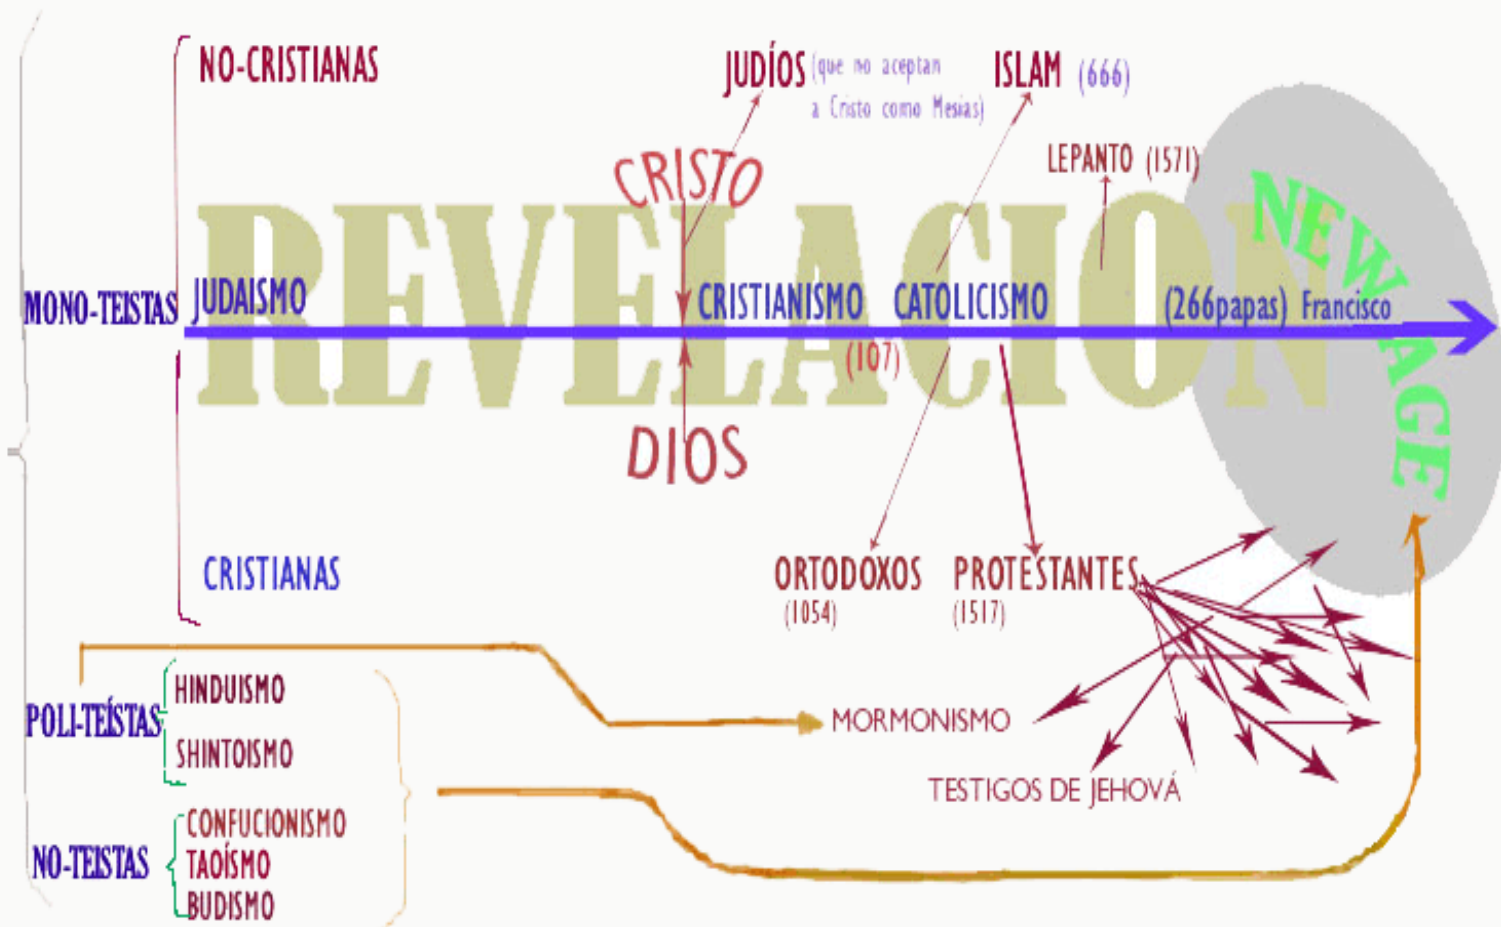 NO-CRISTIANAS
JUDÍOS (que no aceptan
a Cristo como Mesias)
ISLAM (666)
LEPANTO (1571)
CRISTO
REVELACION
NEW AGE
MONO-TEISTAS
JUDAISMO
CRISTIANISMO
CATOLICISMO
(266papas) Francisco
(107)
DIOS
CRISTIANAS
ORTODOXOS
(1054)
PROTESTANTES
(1517)
POLI-TEÍSTAS
HINDUISMO
SHINTOISMO
MORMONISMO
TESTIGOS DE JEHOVÁ
NO-TEISTAS
CONFUCIONISMO
TAOÍSMO
BUDISMO